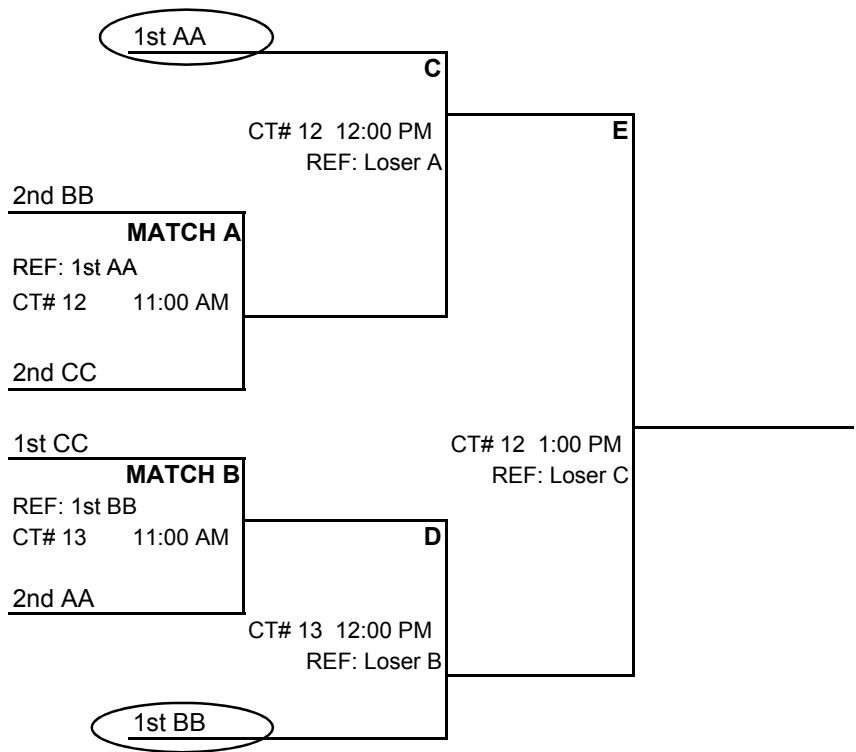 1st AA
C
CT# 12 12:00 PM
E
REF: Loser A
2nd BB
MATCH A
REF: 1st AA
CT# 12 11:00 AM
2nd CC
1st CC
CT# 12 1:00 PM
MATCH B
REF: Loser C
REF: 1st BB
CT# 13 11:00 AM
D
2nd AA
CT# 13 12:00 PM
REF: Loser B
1st BB